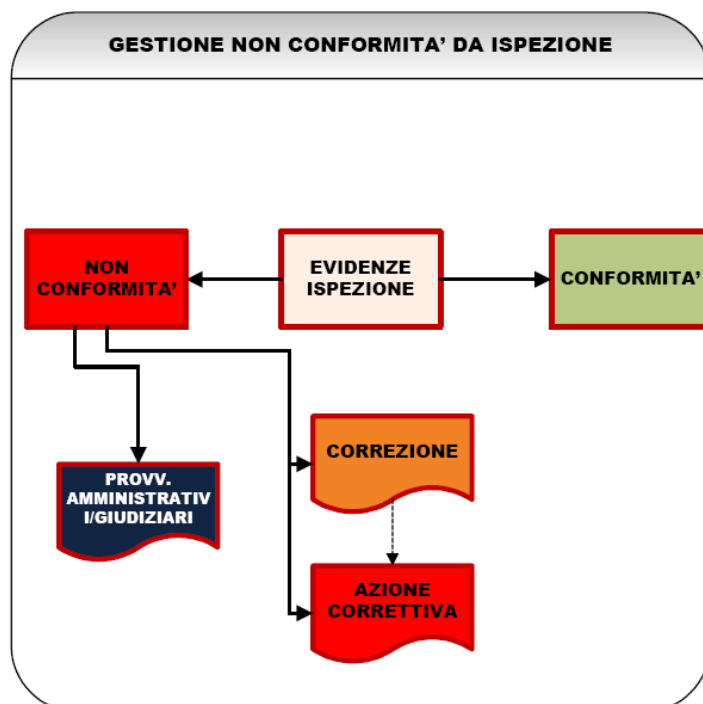 GESTIONE NON CONFORMITA' DA ISPEZIONE
NON
CONFORMITA'
EVIDENZE
ISPEZIONE
CONFORMITA'
CORREZIONE
PROVV.
AMMINISTRATIV
I/GIUDIZIARI
AZIONE
CORRETTIVA